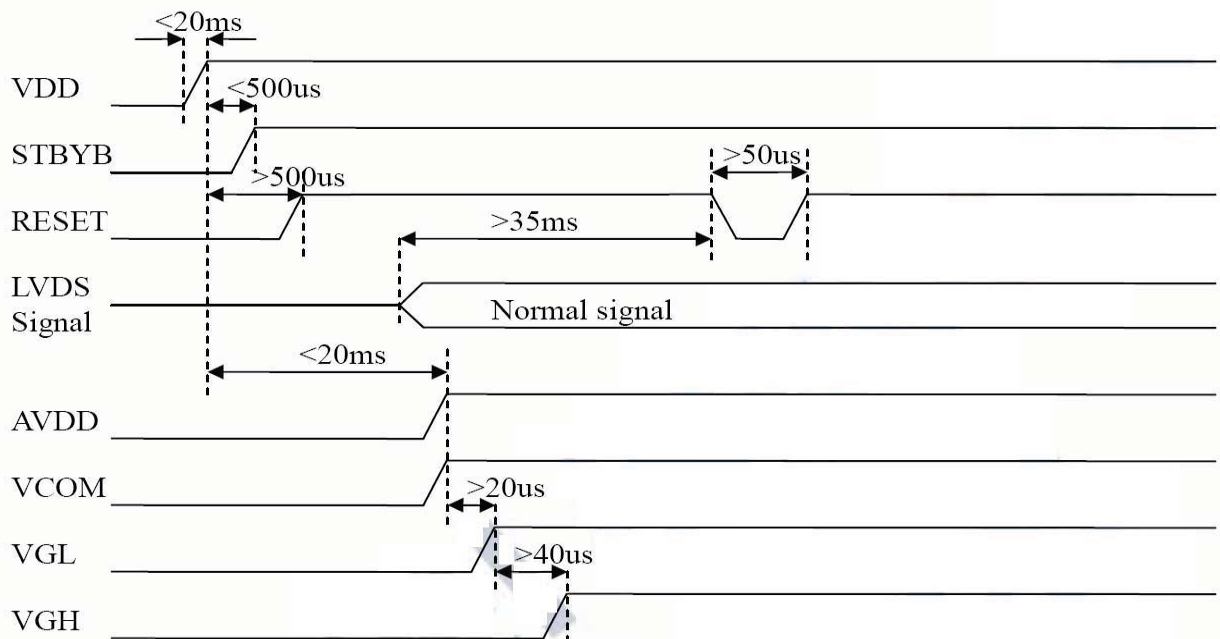 <20ms
VDD
<500us
STBYB
>50us
>500us
RESET
>35ms
LVDS
Signal
Normal signal
<20ms
AVDD
VCOM
>20us
VGL
>40us
VGH